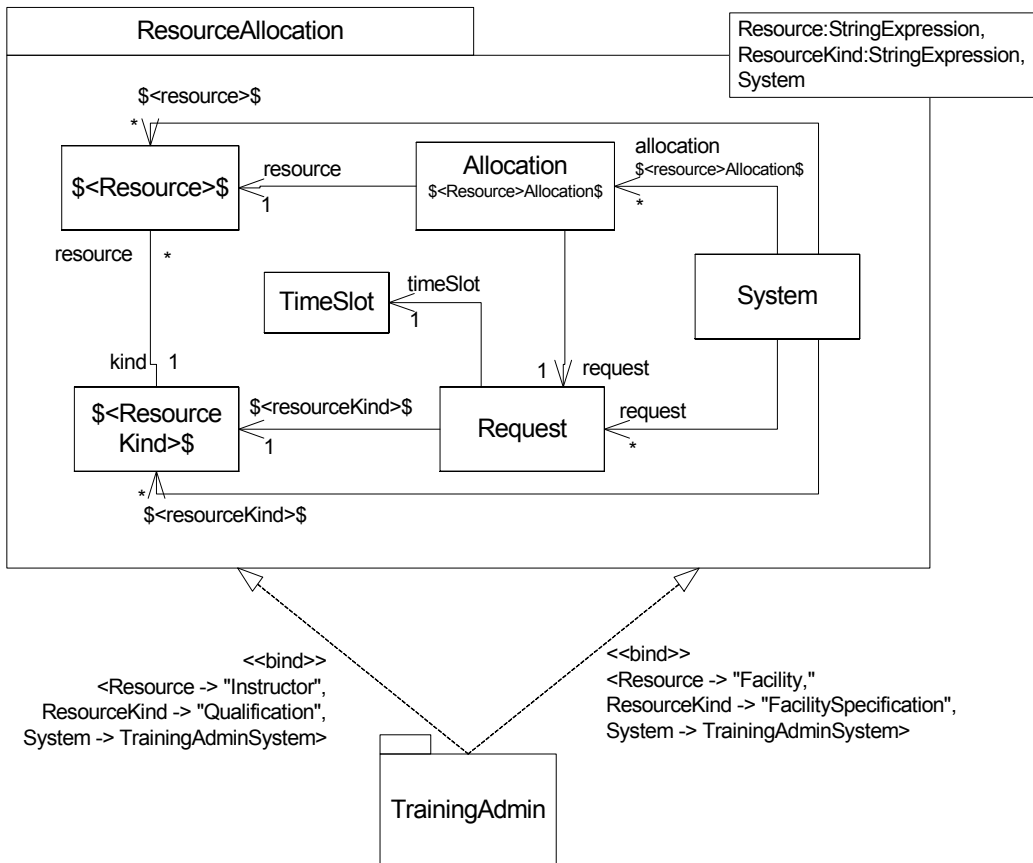 ResourceAllocation
Resource:StringExpression,
ResourceKind:StringExpression,
System
$<resource>$
*
$<Resource>$
resource
1
Allocation
$<Resource>Allocation$
allocation
$<resource>Allocation$
*
resource
*
TimeSlot
timeSlot
1
System
kind
1
1
request
$<Resource
Kind>$
$<resourceKind>$
1
Request
request
*
*
$<resourceKind>$
<<bind>>
<Resource -> "Instructor",
ResourceKind -> "Qualification",
System -> TrainingAdminSystem>
<<bind>>
<Resource -> "Facility,"
ResourceKind -> "FacilitySpecification",
System -> TrainingAdminSystem>
TrainingAdmin